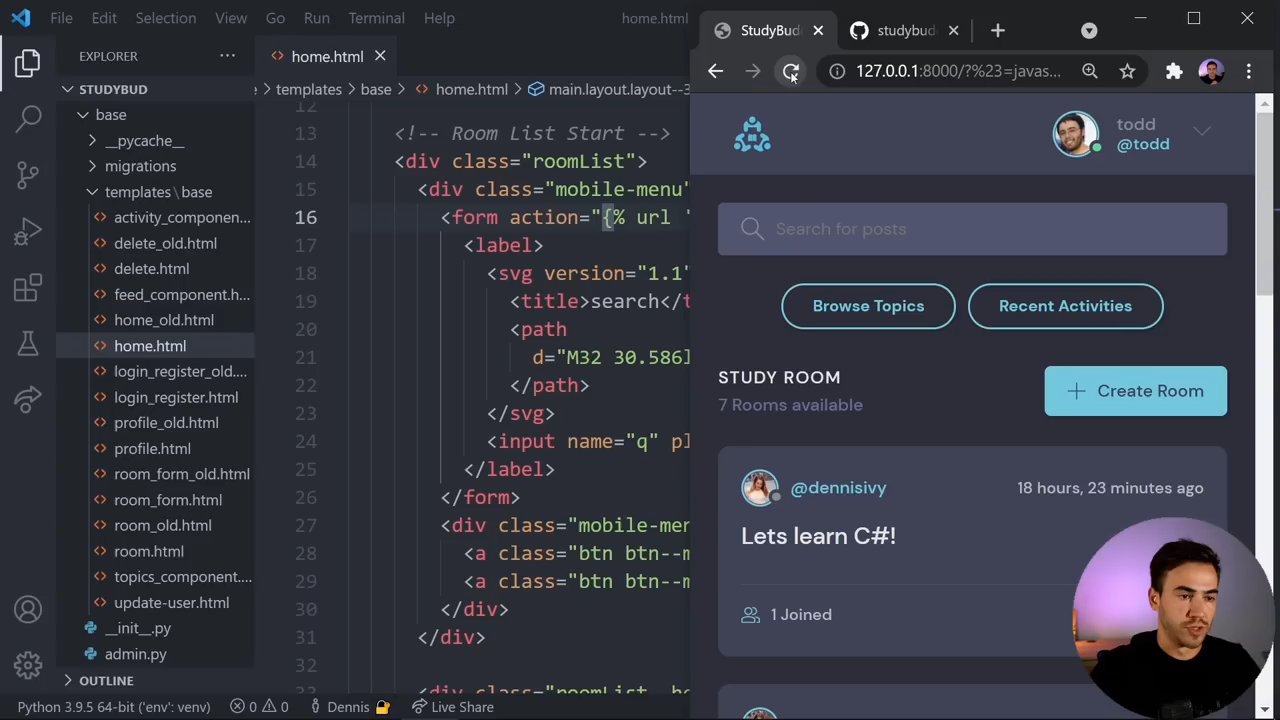 File Edit Selection View Go Run Terminal Help
home.html
EXPLORER
STUDYBUD
base
__pycache__
migrations
templates\base
activity_componen...
delete_old.html
delete.html
feed_component.h...
home_old.html
home.html
login_register_old....
login_register.html
profile_old.html
profile.html
room_form_old.html
room_form.html
room_old.html
room.html
topics_component....
update-user.html
__init__.py
admin.py
OUTLINE
home.html
templates > base > home.html > main.layout.layout--3
12
13 <!-- Room List Start -->
14 <div class="roomList">
15 <div class="mobile-menu"
16 <form action="{% url '
17 <label>
18 <svg version="1.1"
19 <title>search</t
20 <path
21 d="M32 30.586l
22 </path>
23 </svg>
24 <input name="q" pl
25 </label>
26 </form>
27 <div class="mobile-men
28 <a class="btn btn--m
29 <a class="btn btn--m
30 </div>
31 </div>
32
33 <div class="roomList__he
Python 3.9.5 64-bit ('env': venv) 0 0 Dennis Live Share
StudyBud
studybud
127.0.0.1:8000/?%23=javas...
todd
@todd
Search for posts
Browse Topics
Recent Activities
STUDY ROOM
7 Rooms available
Create Room
@dennisivy
18 hours, 23 minutes ago
Lets learn C#!
1 Joined